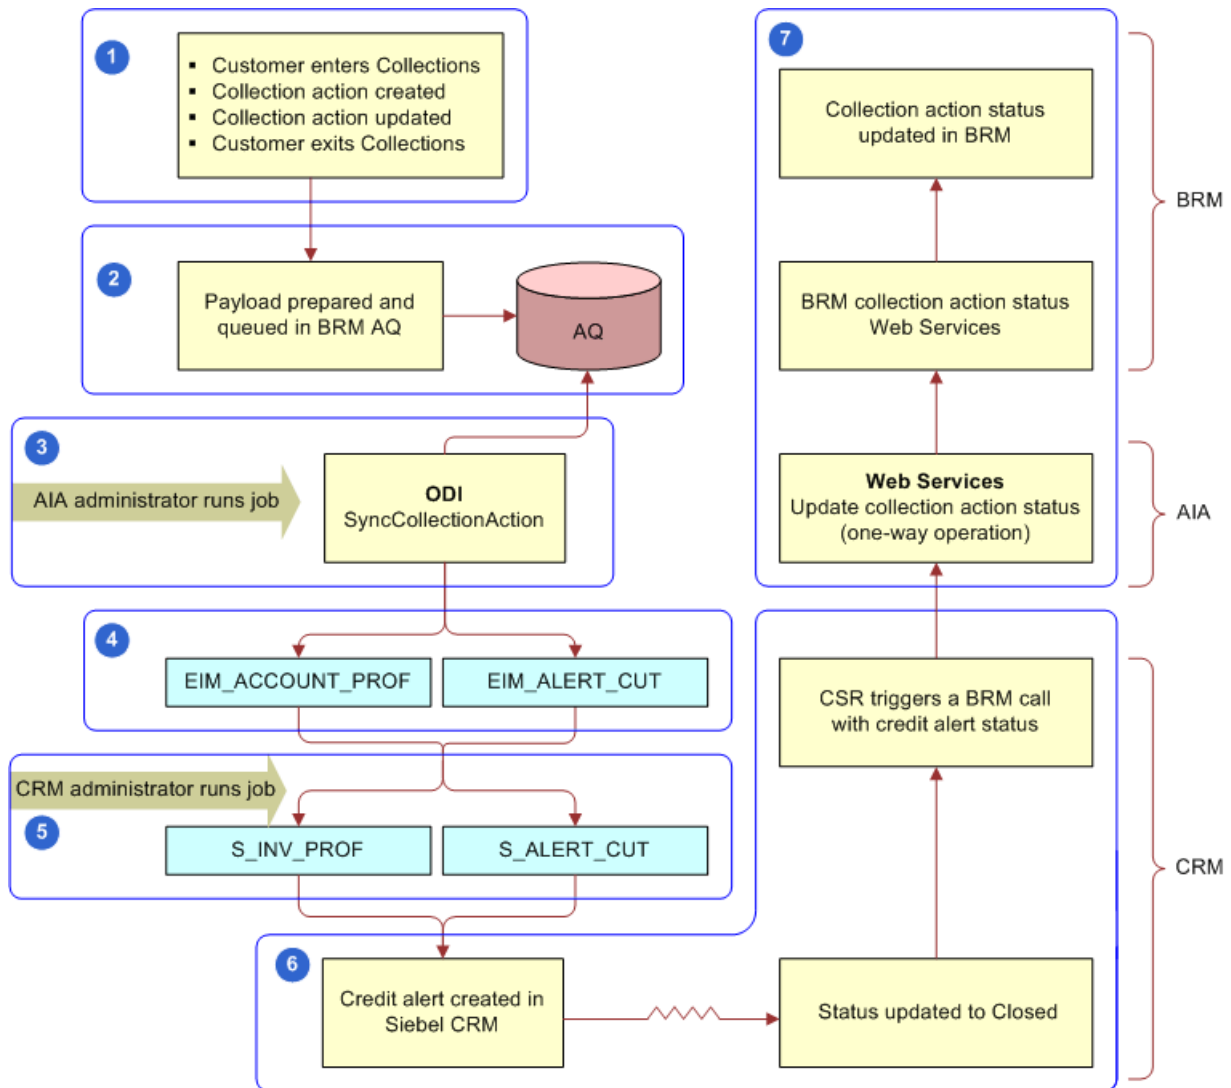 1
▪ Customer enters Collections
▪ Collection action created
▪ Collection action updated
▪ Customer exits Collections
2
Payload prepared and
queued in BRM AQ
AQ
3
AIA administrator runs job
ODI
SyncCollectionAction
4
EIM_ACCOUNT_PROF
EIM_ALERT_CUT
CRM administrator runs job
5
S_INV_PROF
S_ALERT_CUT
6
Credit alert created in
Siebel CRM
Status updated to Closed
CSR triggers a BRM call
with credit alert status
CRM
7
Collection action status
updated in BRM
BRM collection action status
Web Services
BRM
Web Services
Update collection action status
(one-way operation)
AIA